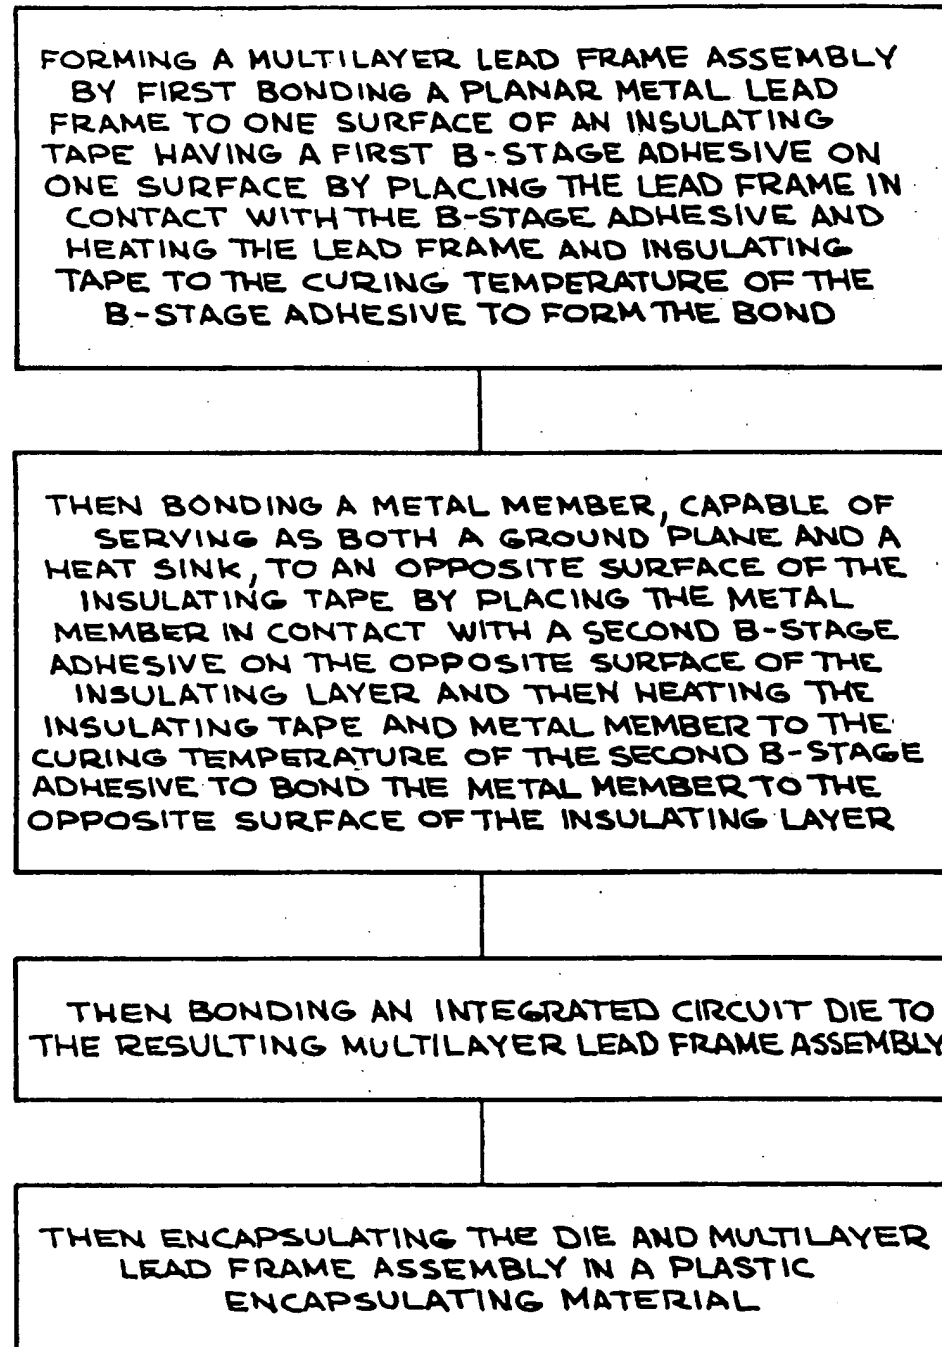 FORMING A MULTILAYER LEAD FRAME ASSEMBLY
BY FIRST BONDING A PLANAR METAL LEAD
FRAME TO ONE SURFACE OF AN INSULATING
TAPE HAVING A FIRST B-STAGE ADHESIVE ON
ONE SURFACE BY PLACING THE LEAD FRAME IN
CONTACT WITH THE B-STAGE ADHESIVE AND
HEATING THE LEAD FRAME AND INSULATING
TAPE TO THE CURING TEMPERATURE OF THE
B-STAGE ADHESIVE TO FORM THE BOND
THEN BONDING A METAL MEMBER, CAPABLE OF
SERVING AS BOTH A GROUND PLANE AND A
HEAT SINK, TO AN OPPOSITE SURFACE OF THE
INSULATING TAPE BY PLACING THE METAL
MEMBER IN CONTACT WITH A SECOND B-STAGE
ADHESIVE ON THE OPPOSITE SURFACE OF THE
INSULATING LAYER AND THEN HEATING THE
INSULATING TAPE AND METAL MEMBER TO THE
CURING TEMPERATURE OF THE SECOND B-STAGE
ADHESIVE TO BOND THE METAL MEMBER TO THE
OPPOSITE SURFACE OF THE INSULATING LAYER
THEN BONDING AN INTEGRATED CIRCUIT DIE TO
THE RESULTING MULTILAYER LEAD FRAME ASSEMBLY
THEN ENCAPSULATING THE DIE AND MULTILAYER
LEAD FRAME ASSEMBLY IN A PLASTIC
ENCAPSULATING MATERIAL